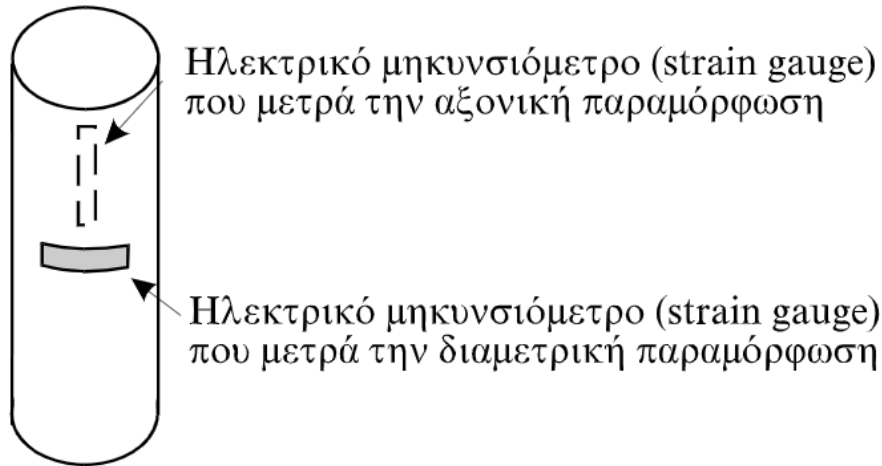 Ηλεκτρικό μηκυνσιόμετρο (strain gauge)
που μετρά την αξονική παραμόρφωση
Ηλεκτρικό μηκυνσιόμετρο (strain gauge)
που μετρά την διαμετρική παραμόρφωση